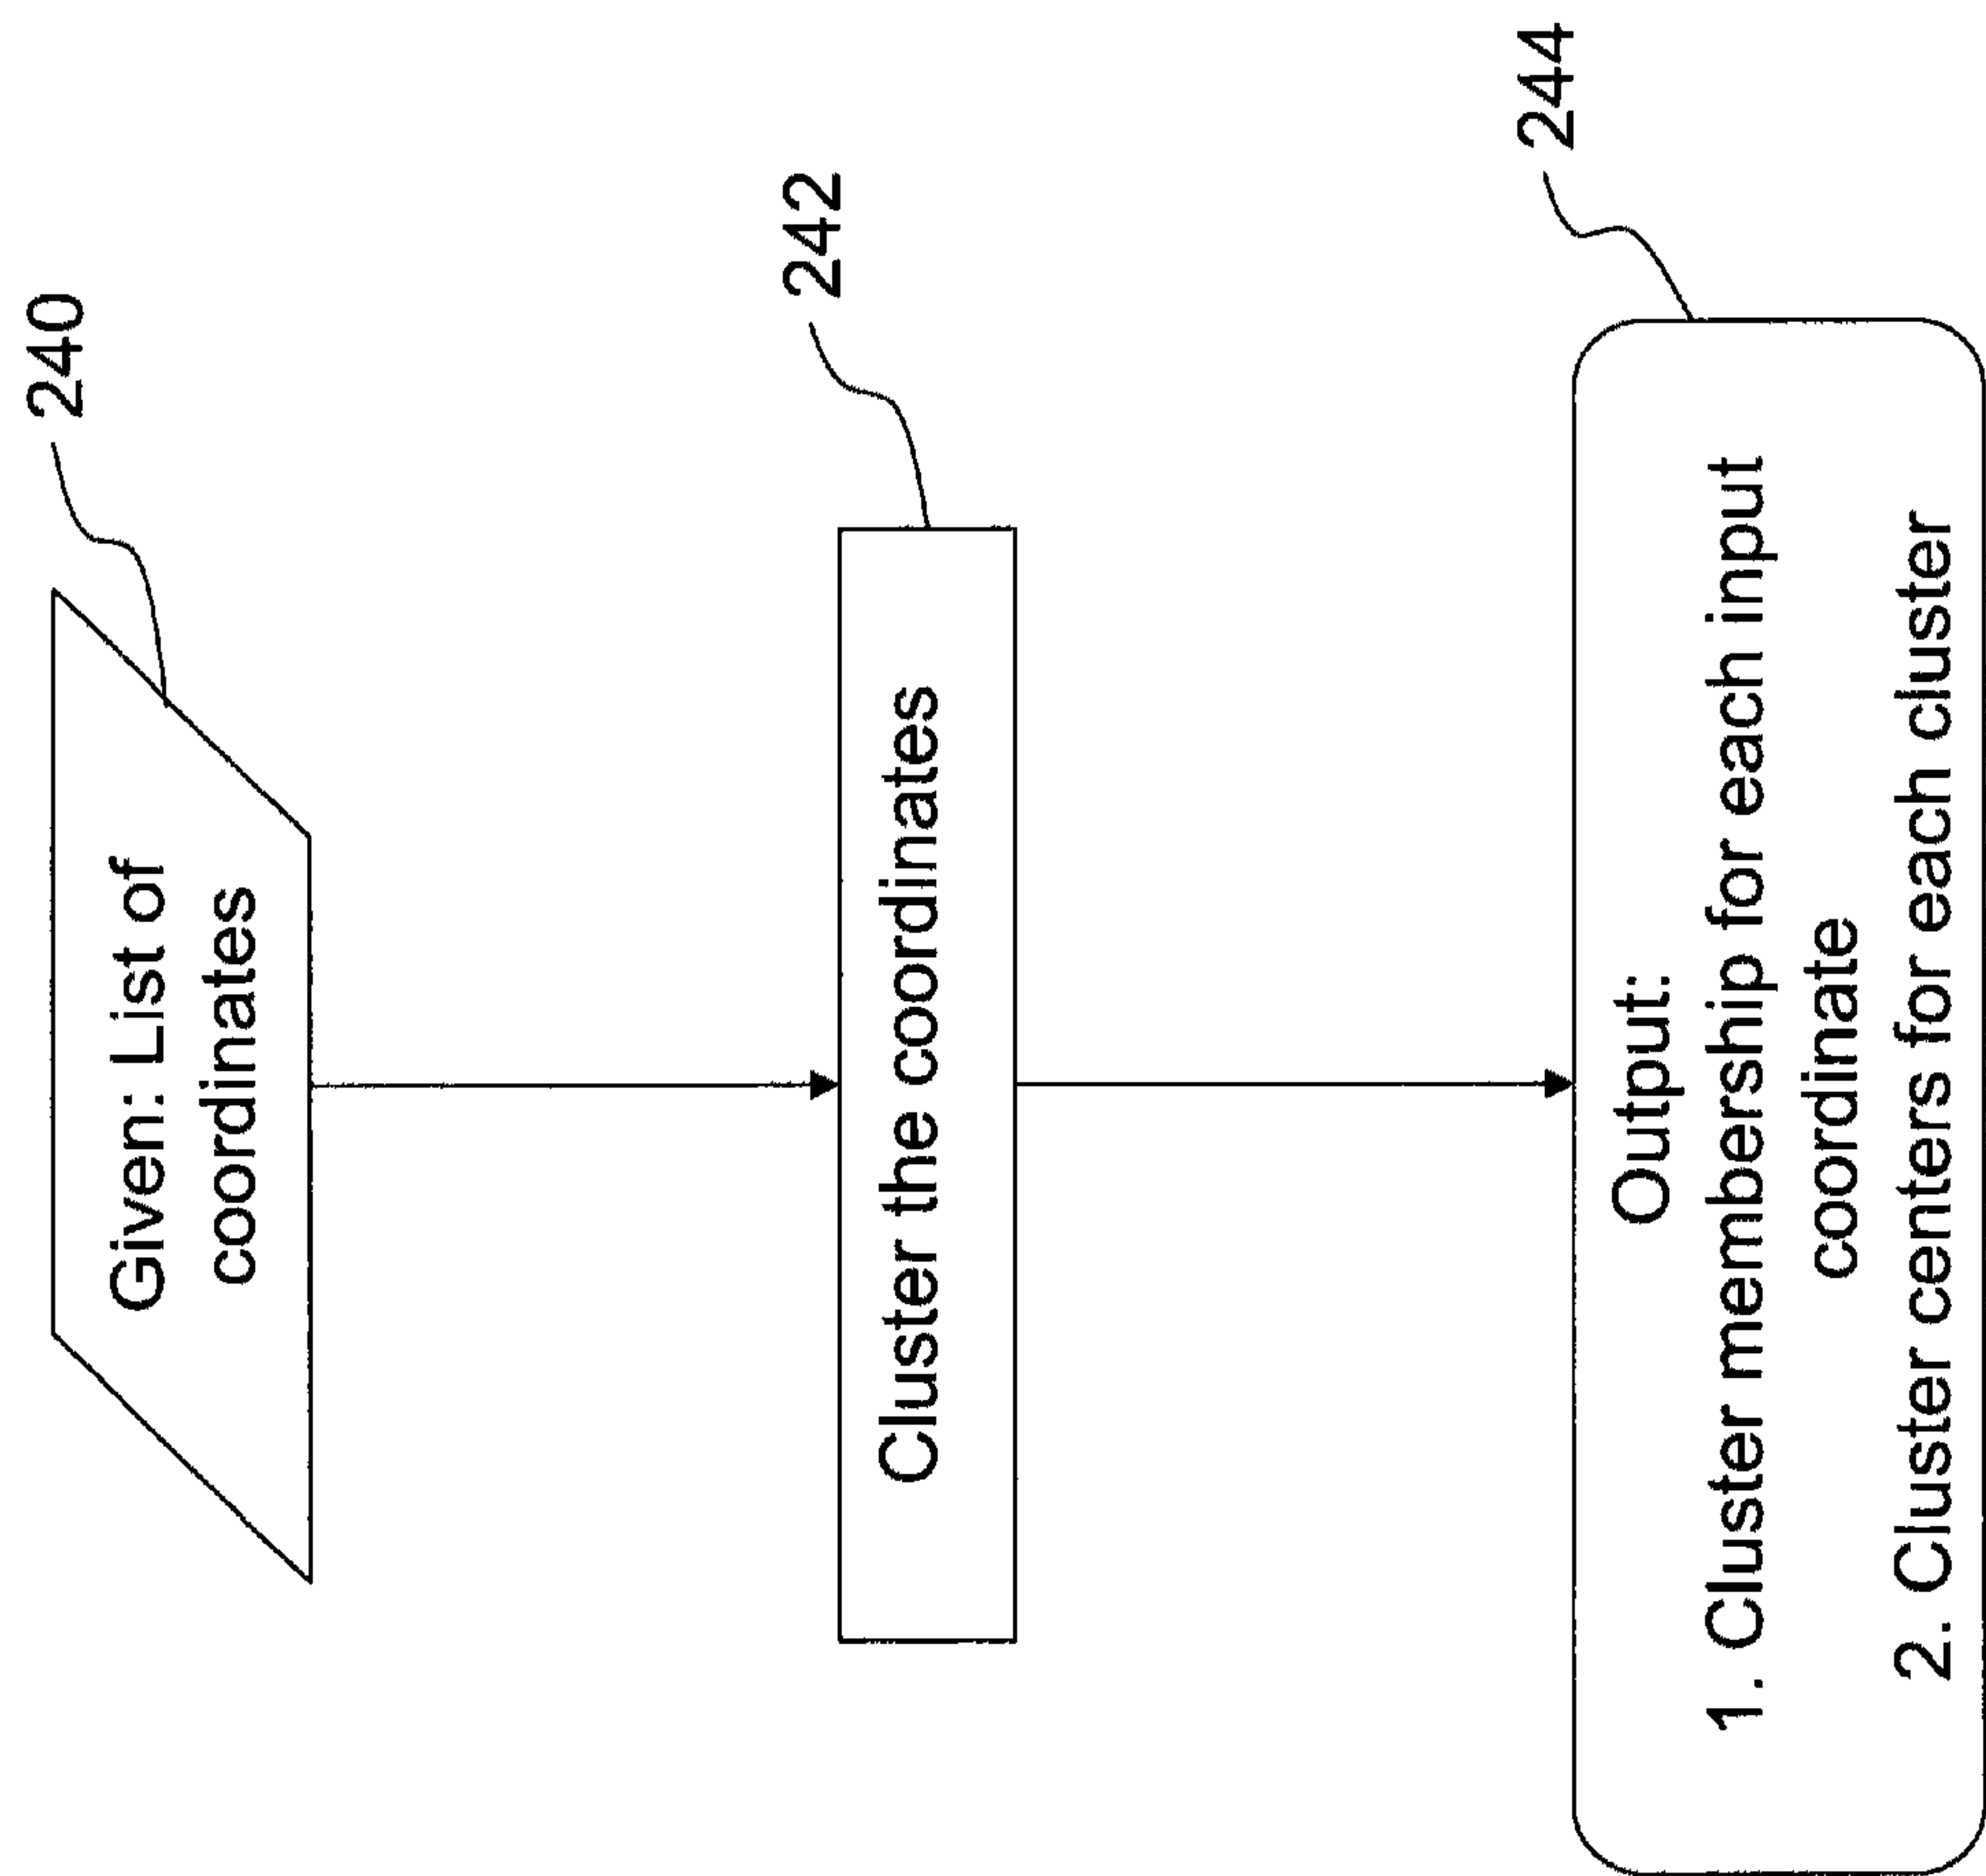 240
Given: List of
coordinates
242
Cluster the coordinates
244
Output:
1. Cluster membership for each input
coordinate
2. Cluster centers for each cluster